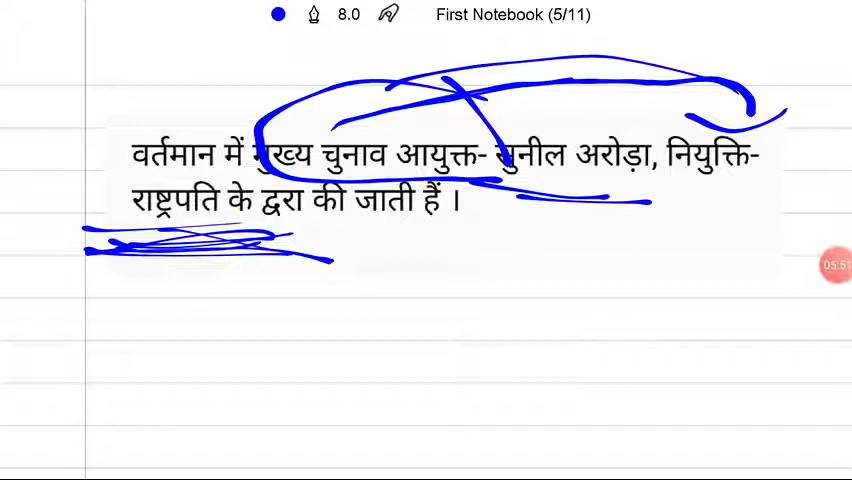 8.0 First Notebook (5/11)
वर्तमान में मुख्य चुनाव आयुक्त- सुनील अरोड़ा, नियुक्ति-
राष्ट्रपति के द्वरा की जाती हैं ।
05:51